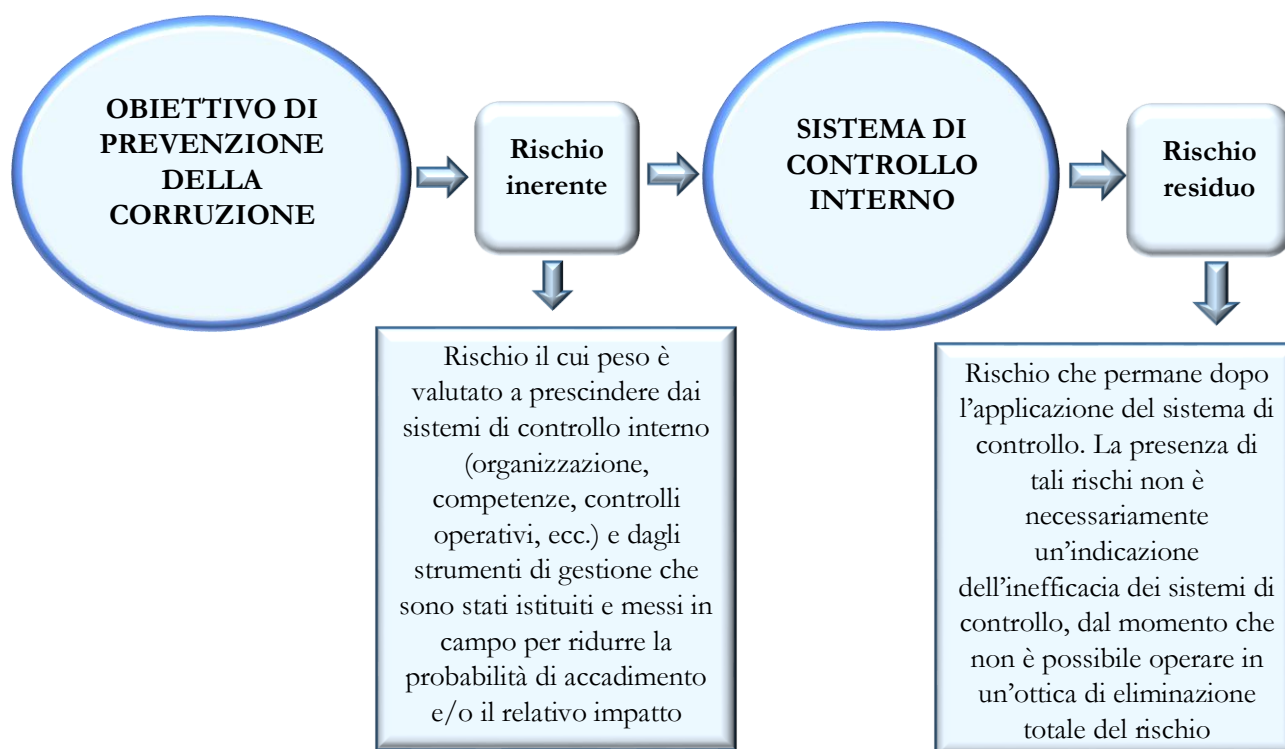 OBIETTIVO DI
PREVENZIONE
DELLA
CORRUZIONE
Rischio
inerente
SISTEMA DI
CONTROLLO
INTERNO
Rischio
residuo
Rischio il cui peso è
valutato a prescindere dai
sistemi di controllo interno
(organizzazione,
competenze, controlli
operativi, ecc.) e dagli
strumenti di gestione che
sono stati istituiti e messi in
campo per ridurre la
probabilità di accadimento
e/o il relativo impatto
Rischio che permane dopo
l’applicazione del sistema di
controllo. La presenza di
tali rischi non è
necessariamente
un’indicazione
dell’inefficacia dei sistemi di
controllo, dal momento che
non è possibile operare in
un’ottica di eliminazione
totale del rischio